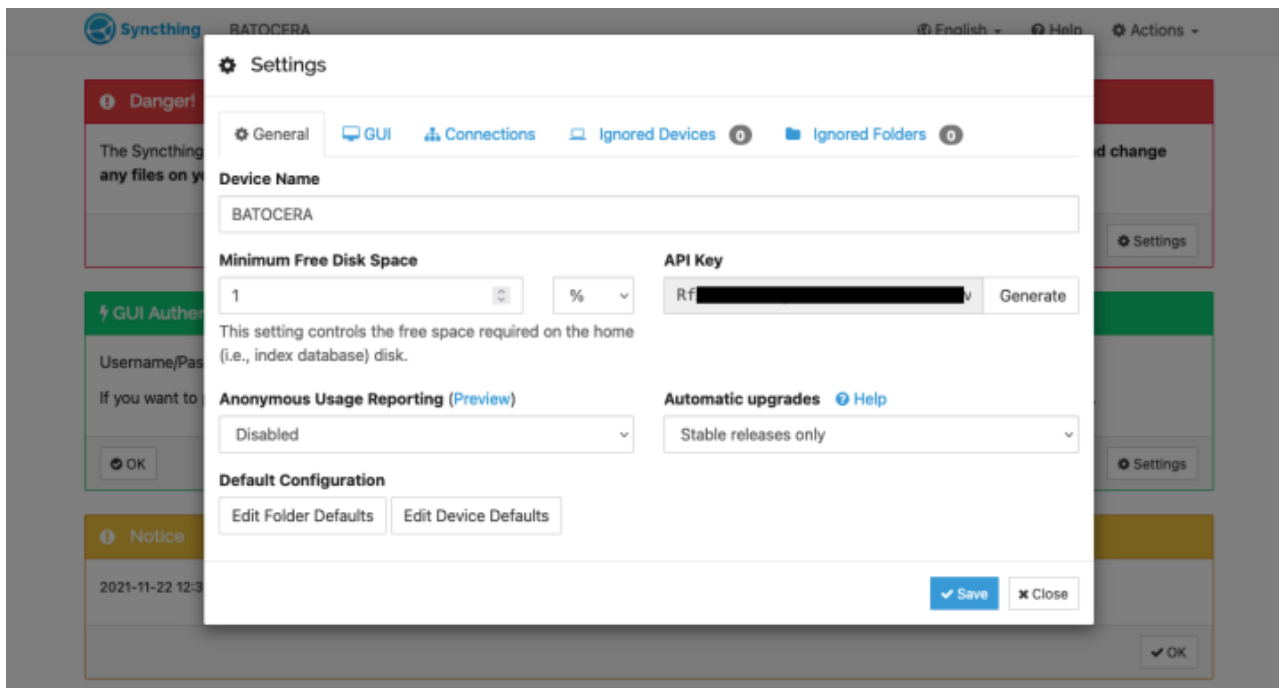 Syncthing BATOCERA English Help Actions
Settings
Danger!
General GUI Connections Ignored Devices 0 Ignored Folders 0
The Syncthing
d change
any files on
Device Name
BATOCERA
Settings
Minimum Free Disk Space API Key
1 % Rf v Generate
GUI Authen
This setting controls the free space required on the home
(i.e., index database) disk.
Username/Pas
If you want to
Anonymous Usage Reporting (Preview) Automatic upgrades Help
Disabled Stable releases only
OK
Settings
Default Configuration
Edit Folder Defaults Edit Device Defaults
Notice
2021-11-22 12:3
Save Close
OK